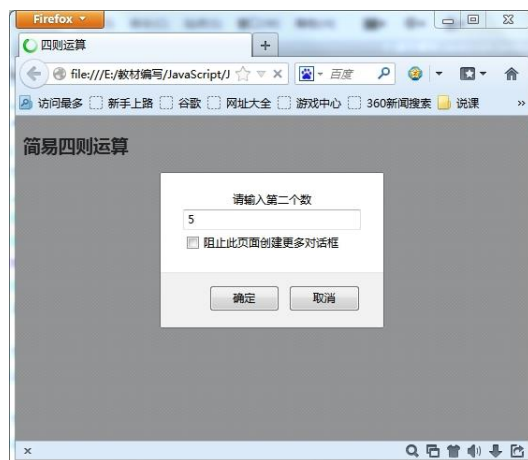 Firefox
四则运算
file:///E:/教材编写/JavaScript/J
百度
访问最多 新手上路 谷歌 网址大全 游戏中心 360新闻搜索 说课 »
简易四则运算
请输入第二个数
5
阻止此页面创建更多对话框
确定 取消